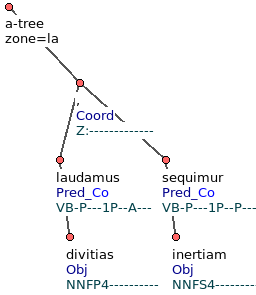 a-tree
zone=la
,
Coord
Z:-------------
laudamus sequimur
Pred_Co Pred_Co
VB-P---1P--A--- VB-P---1P--P---
divitias inertiam
Obj Obj
NNFP4---------- NNFS4---------